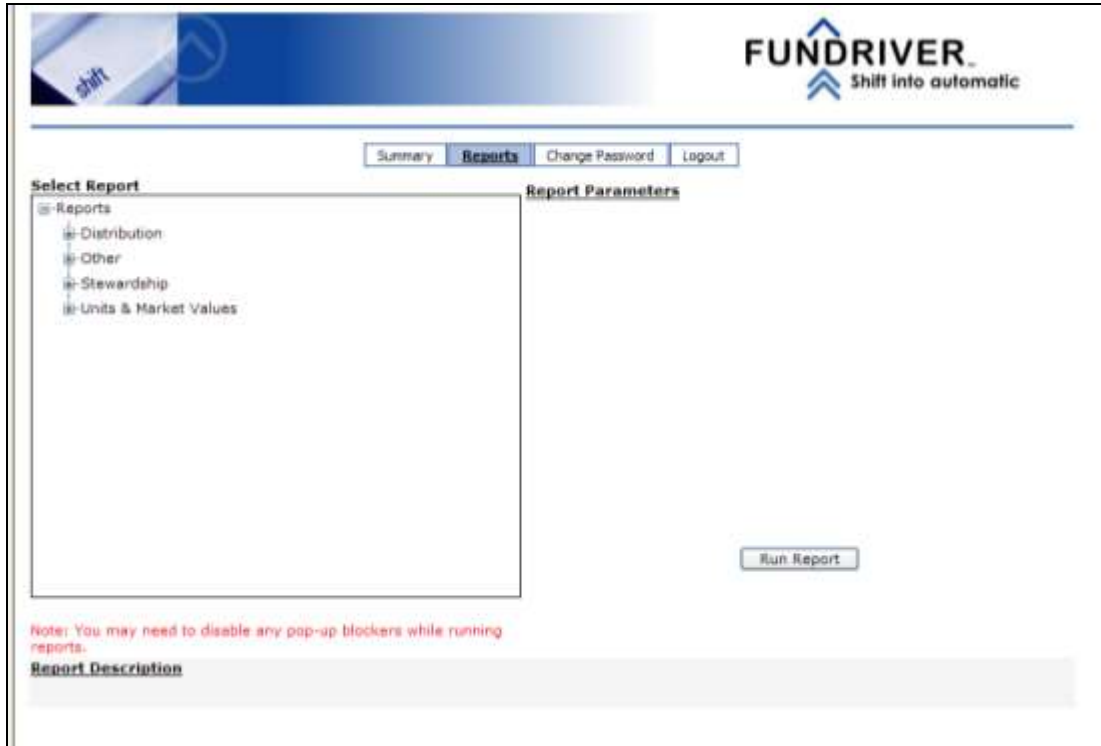 shift
FUNDRIVER
Shift into automatic
Summary Reports Change Password Logout
Select Report
Report Parameters
Reports
Distribution
Other
Stewardship
Units & Market Values
Run Report
Note: You may need to disable any pop-up blockers while running
reports.
Report Description